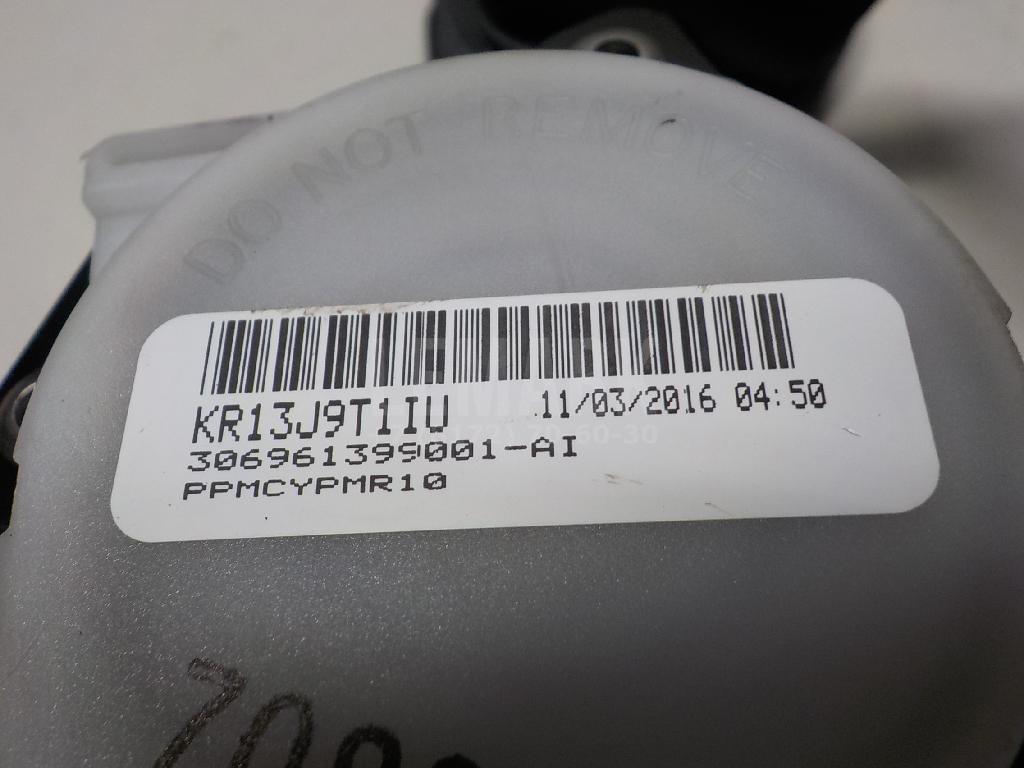 DO NOT REMOVE
KR13J9T1IU 11/03/2016 04:50
306961399001-AI
PPMCYPMR10